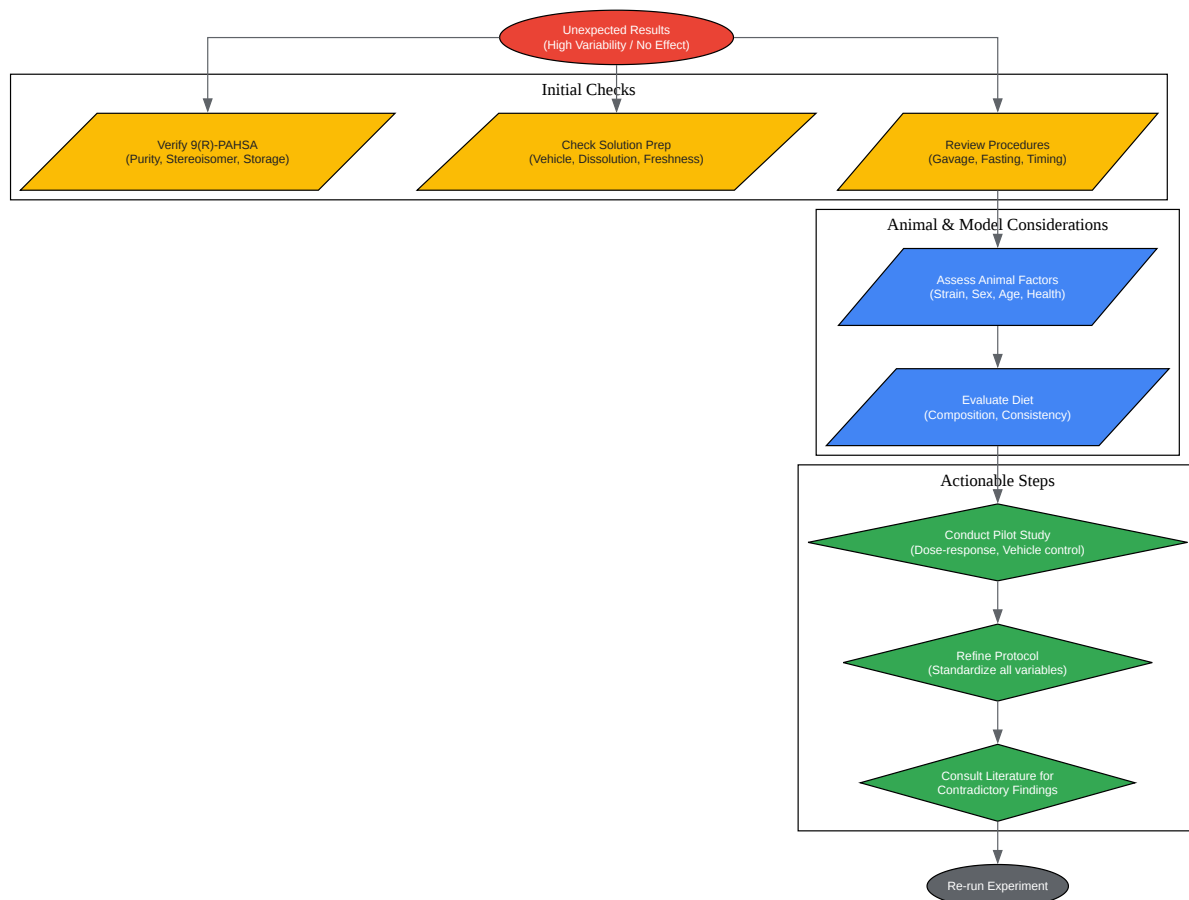 Unexpected Results
(High Variability / No Effect)
Initial Checks
Verify 9(R)-PAHSA
(Purity, Stereoisomer, Storage)
Check Solution Prep
(Vehicle, Dissolution, Freshness)
Review Procedures
(Gavage, Fasting, Timing)
Animal & Model Considerations
Assess Animal Factors
(Strain, Sex, Age, Health)
Evaluate Diet
(Composition, Consistency)
Actionable Steps
Conduct Pilot Study
(Dose-response, Vehicle control)
Refine Protocol
(Standardize all variables)
Consult Literature for
Contradictory Findings
Re-run Experiment